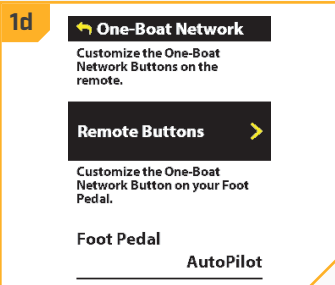 1d
One-Boat Network
Customize the One-Boat
Network Buttons on the
remote.
Remote Buttons
Customize the One-Boat
Network Button on your Foot
Pedal.
Foot Pedal
AutoPilot